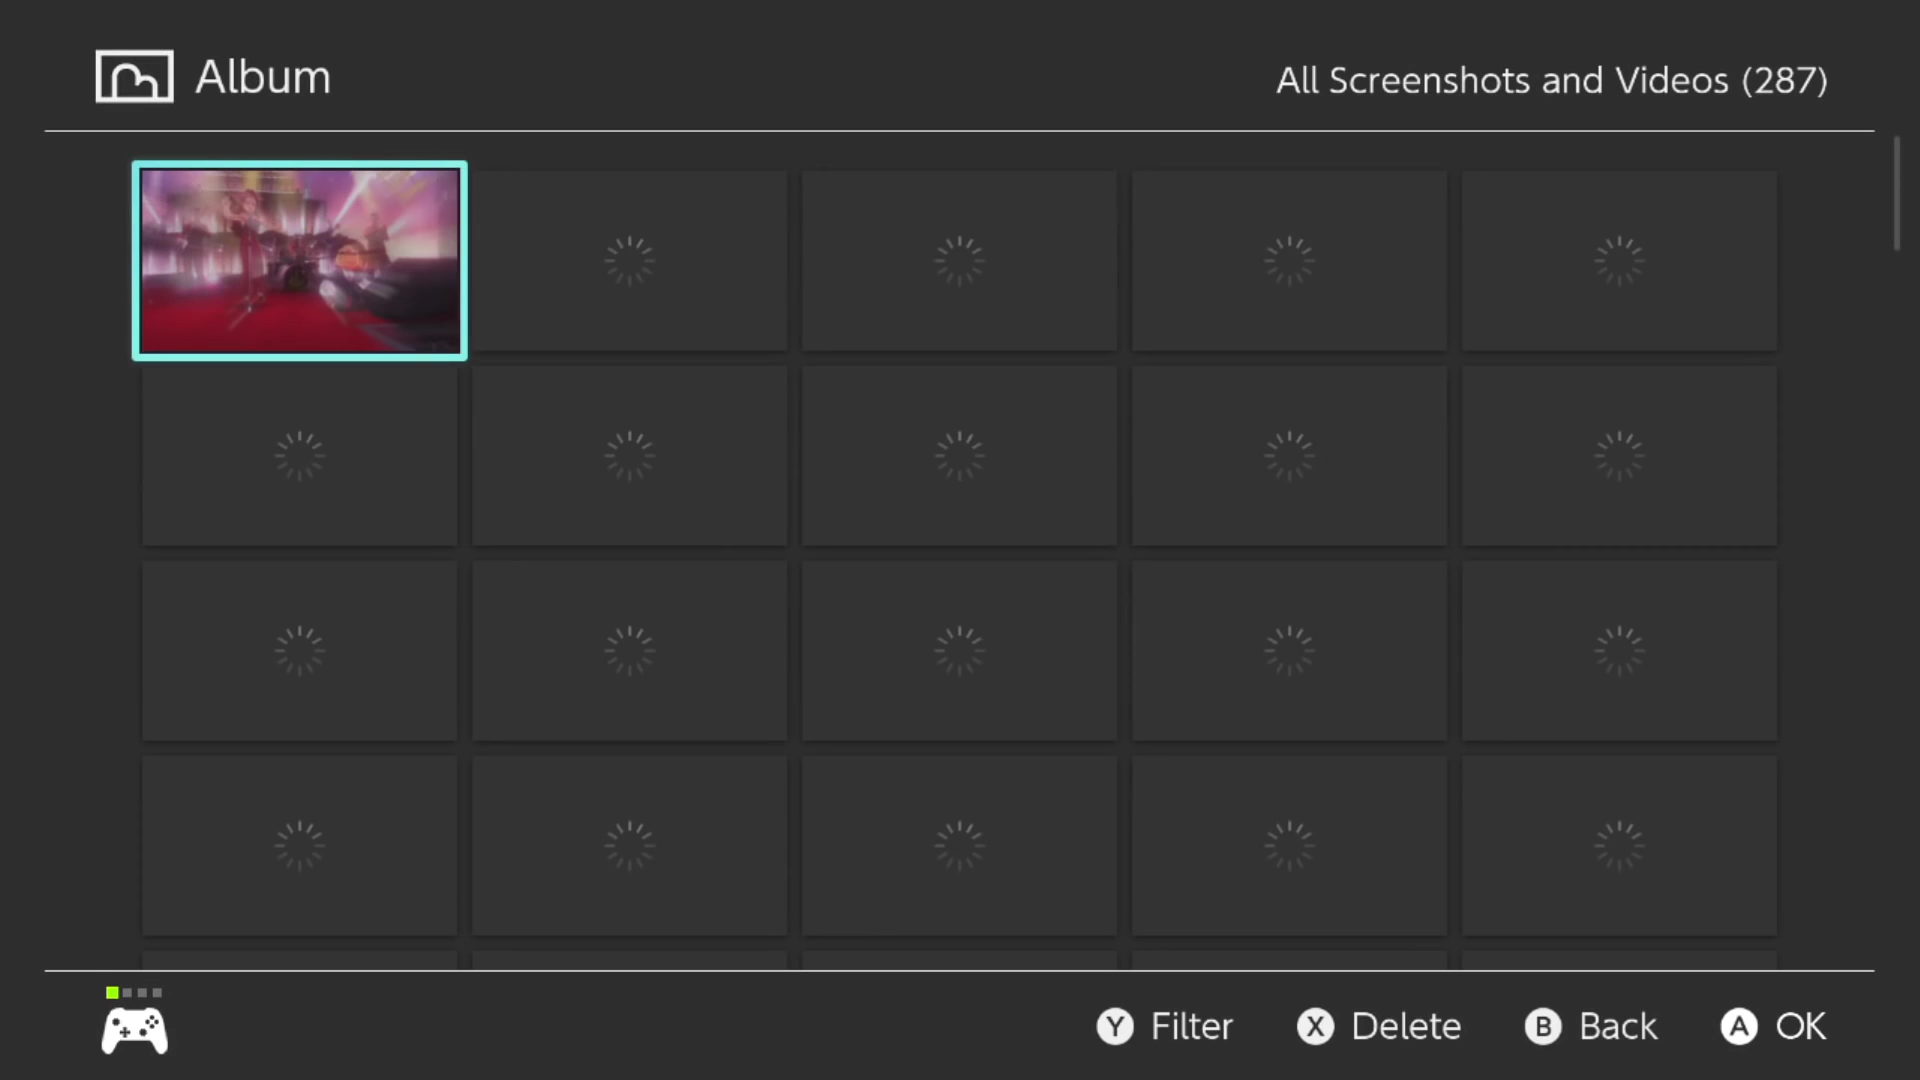 Album
All Screenshots and Videos (287)
Y Filter
X Delete
B Back
A OK